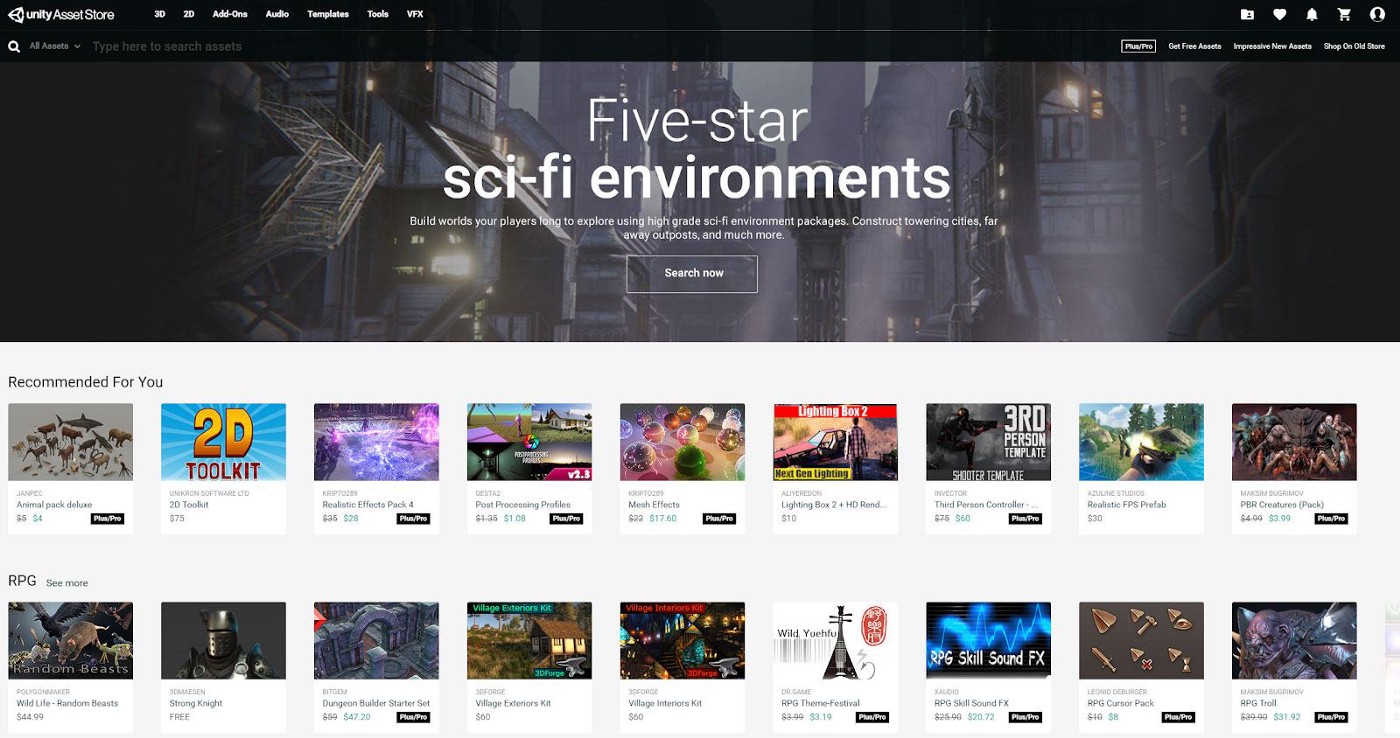 unity Asset Store
3D 2D Add-Ons Audio Templates Tools VFX
All Assets Type here to search assets
Plus/Pro Get Free Assets Impressive New Assets Shop On Old Store
Five-star
sci-fi environments
Build worlds your players long to explore using high grade sci-fi environment packages. Construct towering cities, far
away outposts, and much more.
Search now
Recommended For You
JANPEC
Animal pack deluxe
$5 $4 Plus/Pro
2D
TOOLKIT
UNIKRON SOFTWARE LTD
2D Toolkit
$75
KRIPTO289
Realistic Effects Pack 4
$35 $28 Plus/Pro
POSTPROCESSING
PROFILES
v2.3
GESTA2
Post Processing Profiles
$1.35 $1.08 Plus/Pro
KRIPTO289
Mesh Effects
$22 $17.60 Plus/Pro
Lighting Box 2
Next Gen Lighting
ALIYEREDON
Lighting Box 2 + HD Rend...
$10
3RD
PERSON
TEMPLATE
SHOOTER TEMPLATE
INVECTOR
Third Person Controller - ...
$75 $60 Plus/Pro
AZULINE STUDIOS
Realistic FPS Prefab
$30
MAKSIM BUGRIMOV
PBR Creatures (Pack)
$4.99 $3.99 Plus/Pro
RPG See more
Random Beasts
POLYGONMAKER
Wild Life - Random Beasts
$44.99
3DMAESEN
Strong Knight
FREE
BITGEM
Dungeon Builder Starter Set
$59 $47.20 Plus/Pro
Village Exteriors Kit
3DForge
3DFORGE
Village Exteriors Kit
$60
Village Interiors Kit
3DForge
3DFORGE
Village Interiors Kit
$60
Wild Yuehfu
DR.GAME
RPG Theme-Festival
$3.99 $3.19 Plus/Pro
RPG Skill Sound FX
XAUDIO
RPG Skill Sound FX
$25.90 $20.72 Plus/Pro
LEONID DEBURGER
RPG Cursor Pack
$10 $8 Plus/Pro
MAKSIM BUGRIMOV
RPG Troll
$39.90 $31.92 Plus/Pro